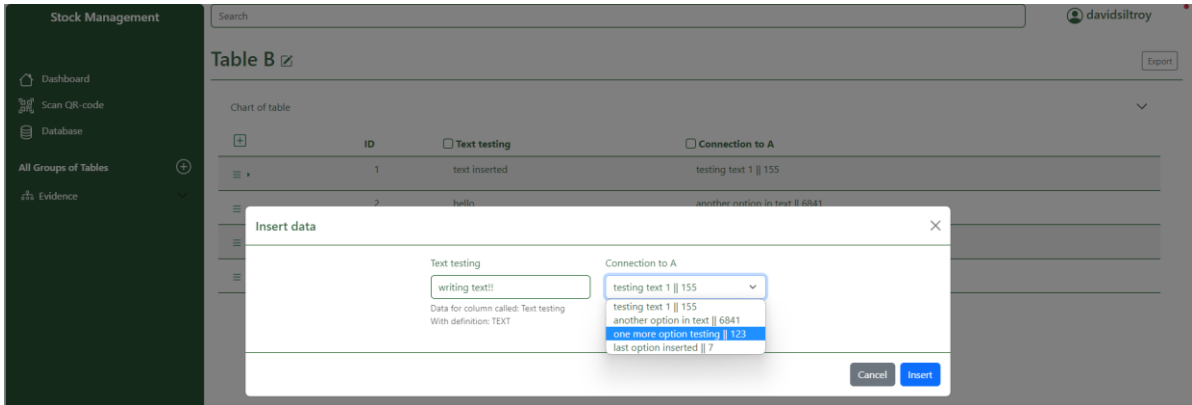 Stock Management
Search
davidsiltroy
Table B
Export
Dashboard
Scan QR-code
Database
All Groups of Tables
Evidence
Chart of table
ID Text testing Connection to A
1 text inserted testing text 1 || 155
2 hello another option in text || 6841
Insert data
Text testing
writing text!!
Data for column called: Text testing
With definition: TEXT
Connection to A
testing text 1 || 155
testing text 1 || 155
another option in text || 6841
one more option testing || 123
last option inserted || 7
Cancel Insert